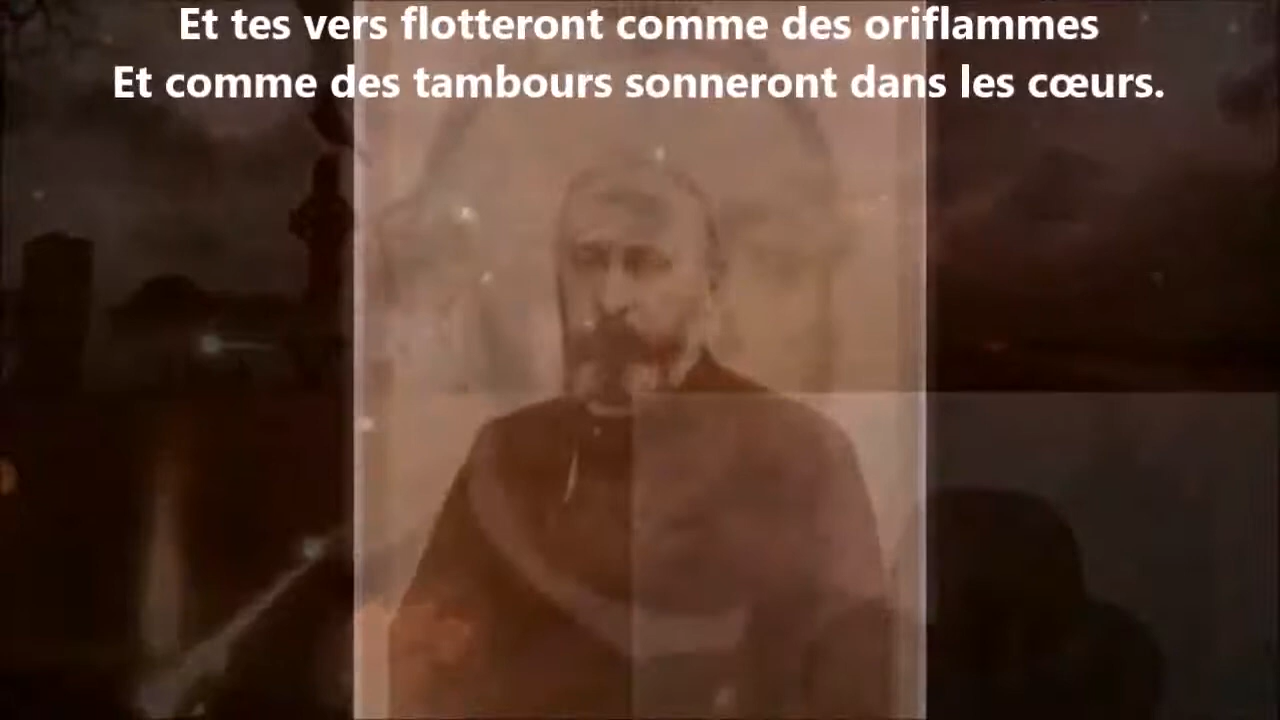 Et tes vers flotteront comme des oriflammes
Et comme des tambours sonneront dans les cœurs.